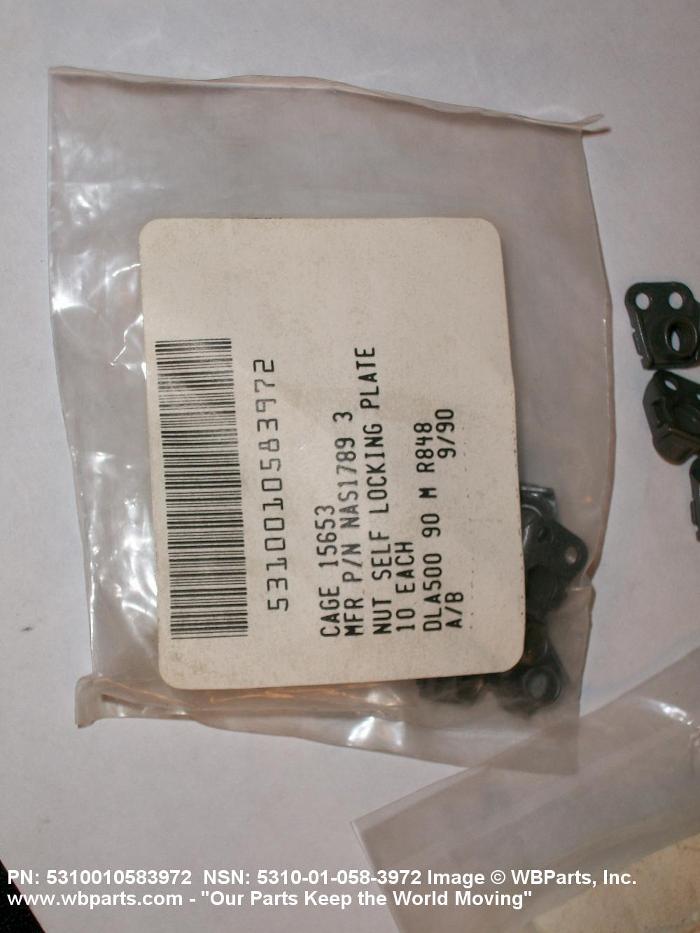 5310010583972
CAGE 15653
MFR P/N NAS1789 3
NUT SELF LOCKING PLATE
10 EACH
DLA500 90 M R848
A/B 9/90
PN: 5310010583972 NSN: 5310-01-058-3972 Image © WBParts, Inc.
www.wbparts.com - "Our Parts Keep the World Moving"